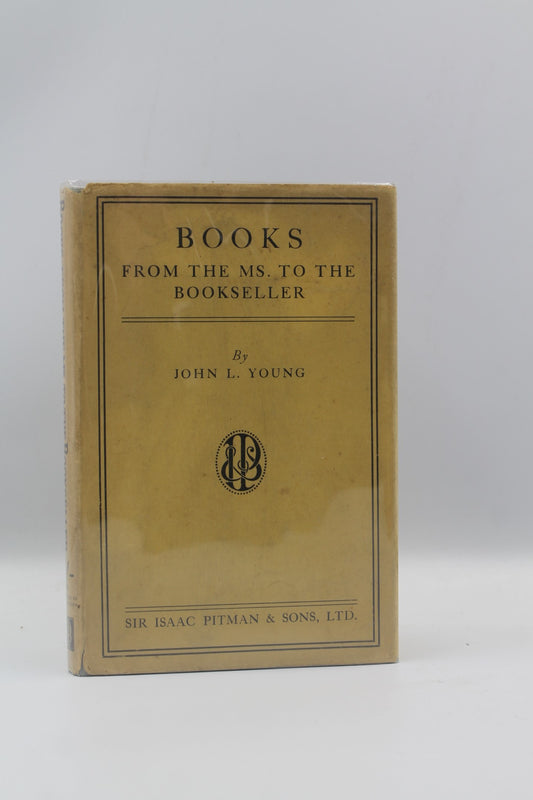 BOOKS
FROM THE MS. TO THE
BOOKSELLER
By
JOHN L. YOUNG
SIR ISAAC PITMAN & SONS, LTD.